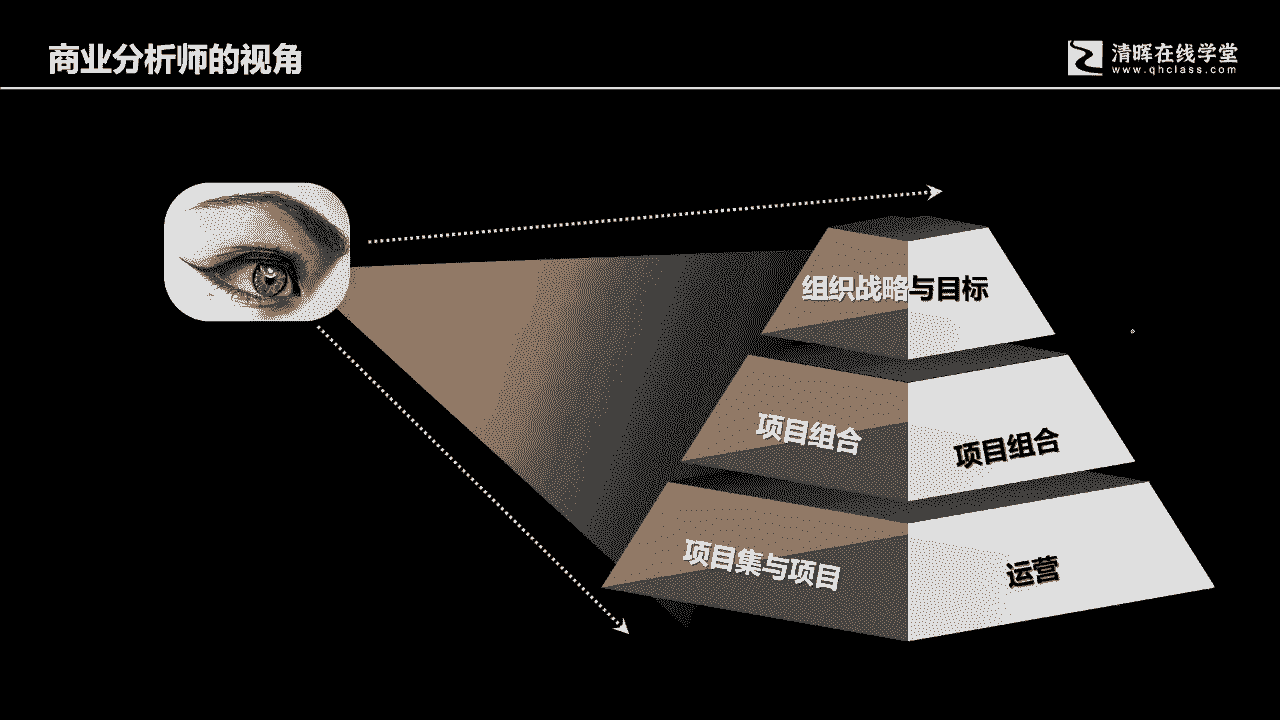 商业分析师的视角
清晖在线学堂
www.qhclass.com
组织战略与目标
项目组合
项目组合
项目集与项目
运营